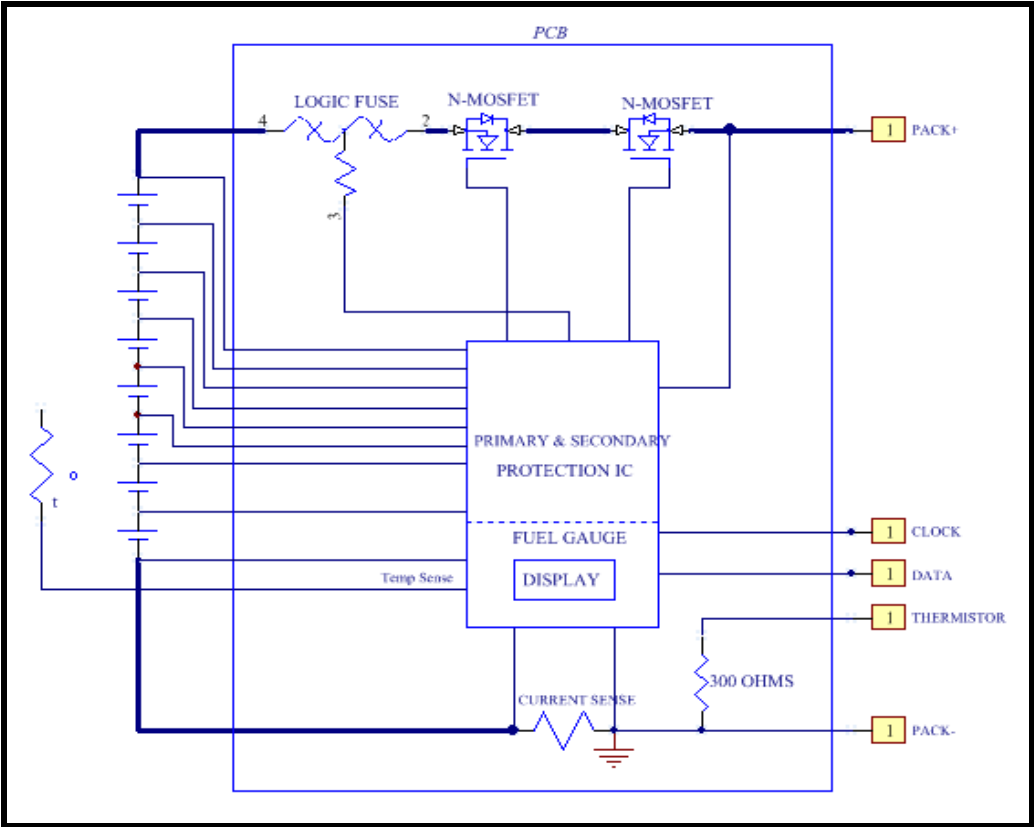 PCB
LOGIC FUSE
N-MOSFET
N-MOSFET
4
2
1
PACK+
3
PRIMARY & SECONDARY
PROTECTION IC
t
o
FUEL GAUGE
1
CLOCK
Temp Sense
DISPLAY
1
DATA
1
THERMISTOR
300 OHMS
CURRENT SENSE
1
PACK-